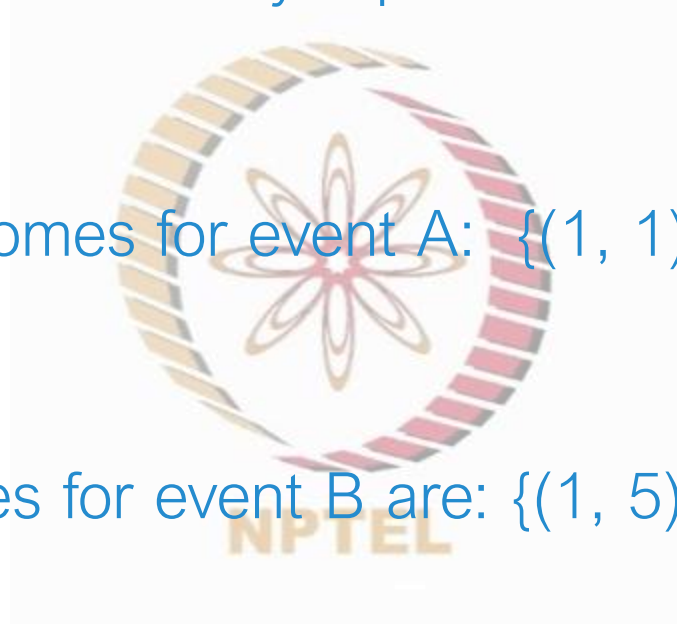 omes for event A: {(1, 1)
es for event B are: {(1, 5)
NPTEL